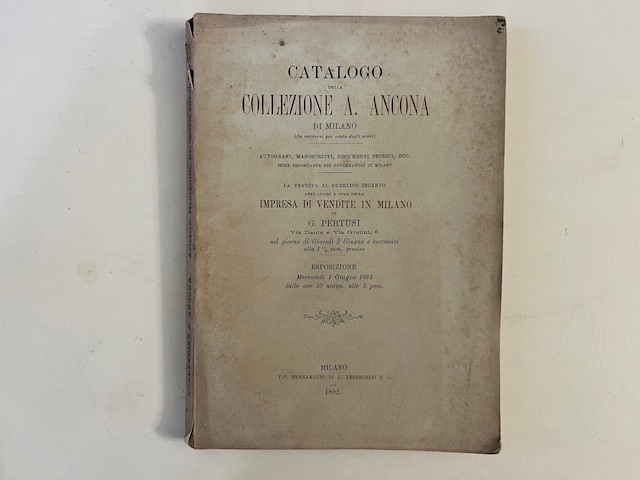 CATALOGO
DELLA
COLLEZIONE A. ANCONA
DI MILANO
(da vendersi per conto degli eredi)
AUTOGRAFI, MANOSCRITTI, DOCUMENTI STORICI, ECC.
SERIE IMPORTANTE DEI GOVERNATORI DI MILANO
LA VENDITA AL PUBBLICO INCANTO
AVRÀ LUOGO A CURA DELLA
IMPRESA DI VENDITE IN MILANO
DI
G. PERTUSI
Via Dante e Via Giulini, 6
nel giorno di Giovedì 2 Giugno e successivi
alle 1 1/2 pom. precise
ESPOSIZIONE
Mercoledì 1 Giugno 1892
dalle ore 10 antim. alle 5 pom.
MILANO
TIP. BERNARDONI DI C. REBESCHINI E C.
1892.
COLLEZIONE A. ANCONA